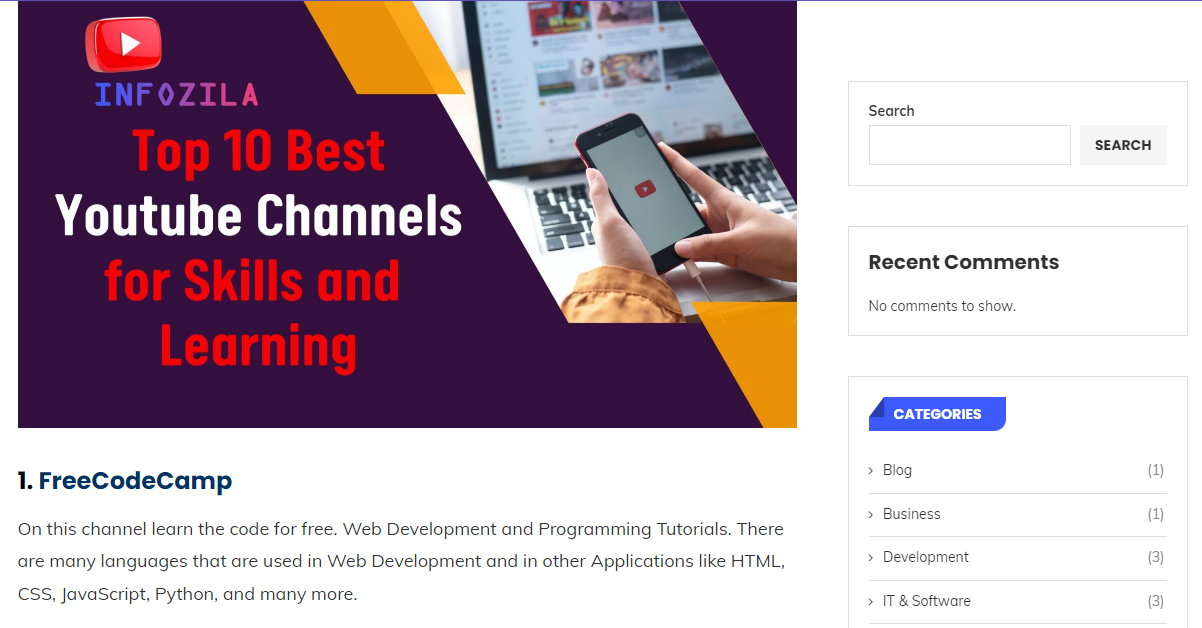 INFOZILA
Top 10 Best
Youtube Channels
for Skills and
Learning
1. FreeCodeCamp
On this channel learn the code for free. Web Development and Programming Tutorials. There
are many languages that are used in Web Development and in other Applications like HTML,
CSS, JavaScript, Python, and many more.
Search
SEARCH
Recent Comments
No comments to show.
CATEGORIES
Blog (1)
Business (1)
Development (3)
IT & Software (3)